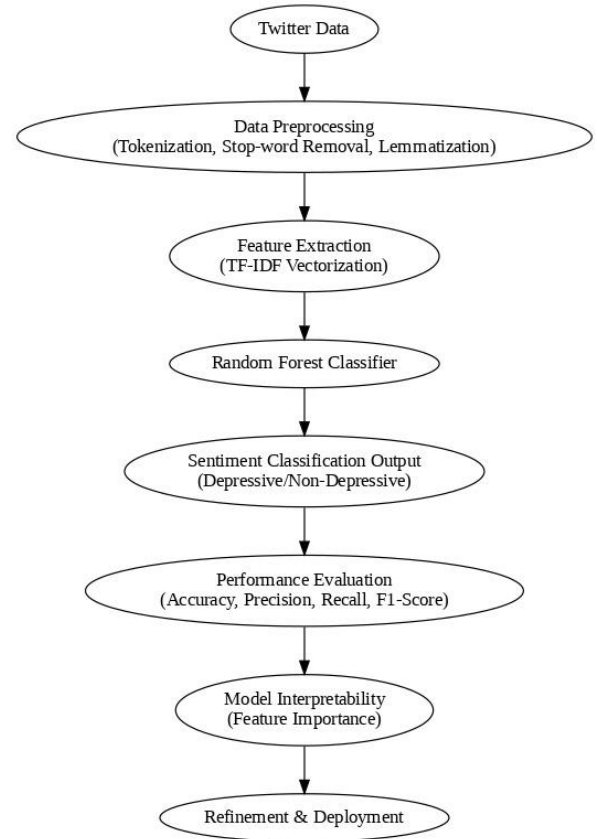 Twitter Data
Data Preprocessing
(Tokenization, Stop-word Removal, Lemmatization)
Feature Extraction
(TF-IDF Vectorization)
Random Forest Classifier
Sentiment Classification Output
(Depressive/Non-Depressive)
Performance Evaluation
(Accuracy, Precision, Recall, F1-Score)
Model Interpretability
(Feature Importance)
Refinement & Deployment